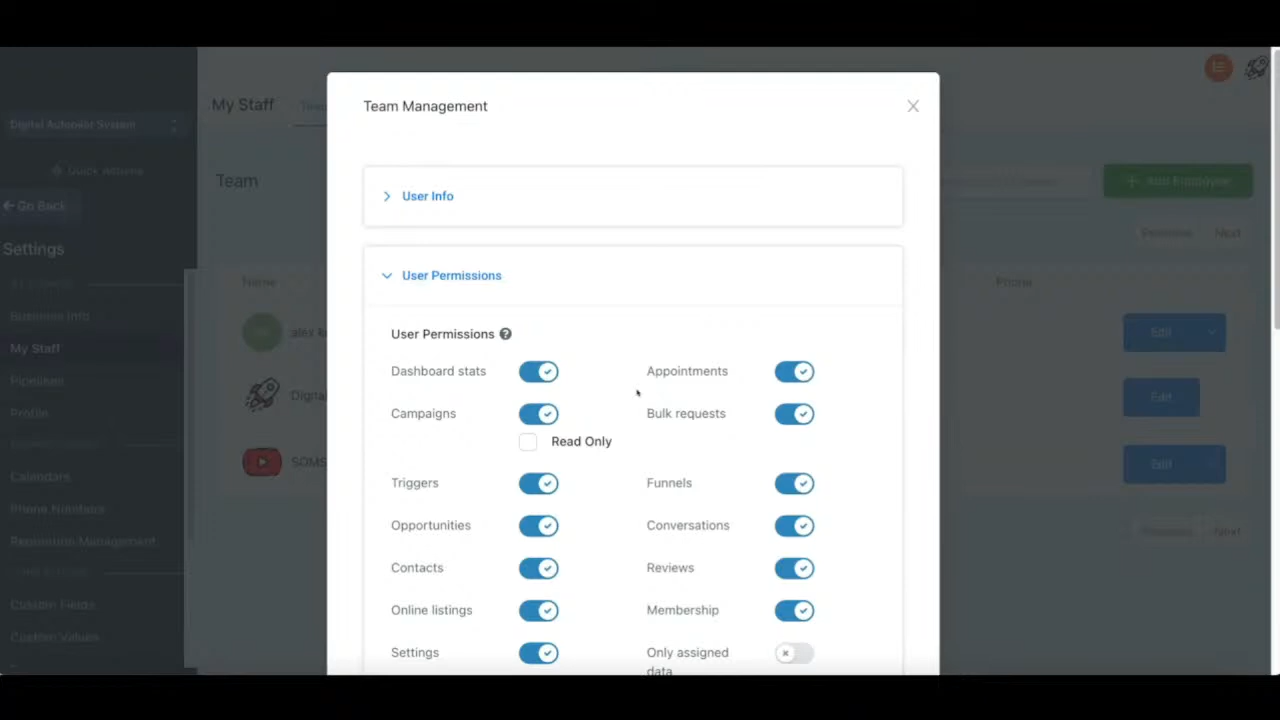 Team Management
User Info
User Permissions
User Permissions
Dashboard stats
Appointments
Campaigns
Bulk requests
Read Only
Triggers
Funnels
Opportunities
Conversations
Contacts
Reviews
Online listings
Membership
Settings
Only assigned
data
My Staff
Digital Autopilot System
Quick Actions
Team
Go Back
Add Employee
Settings
Previous
Next
Name
Phone
Business Info
alex
Edit
My Staff
Pipelines
Edit
Profile
SOMS
Edit
Calendars
Phone Numbers
Previous
Next
Reputation Management
Custom Fields
Custom Values